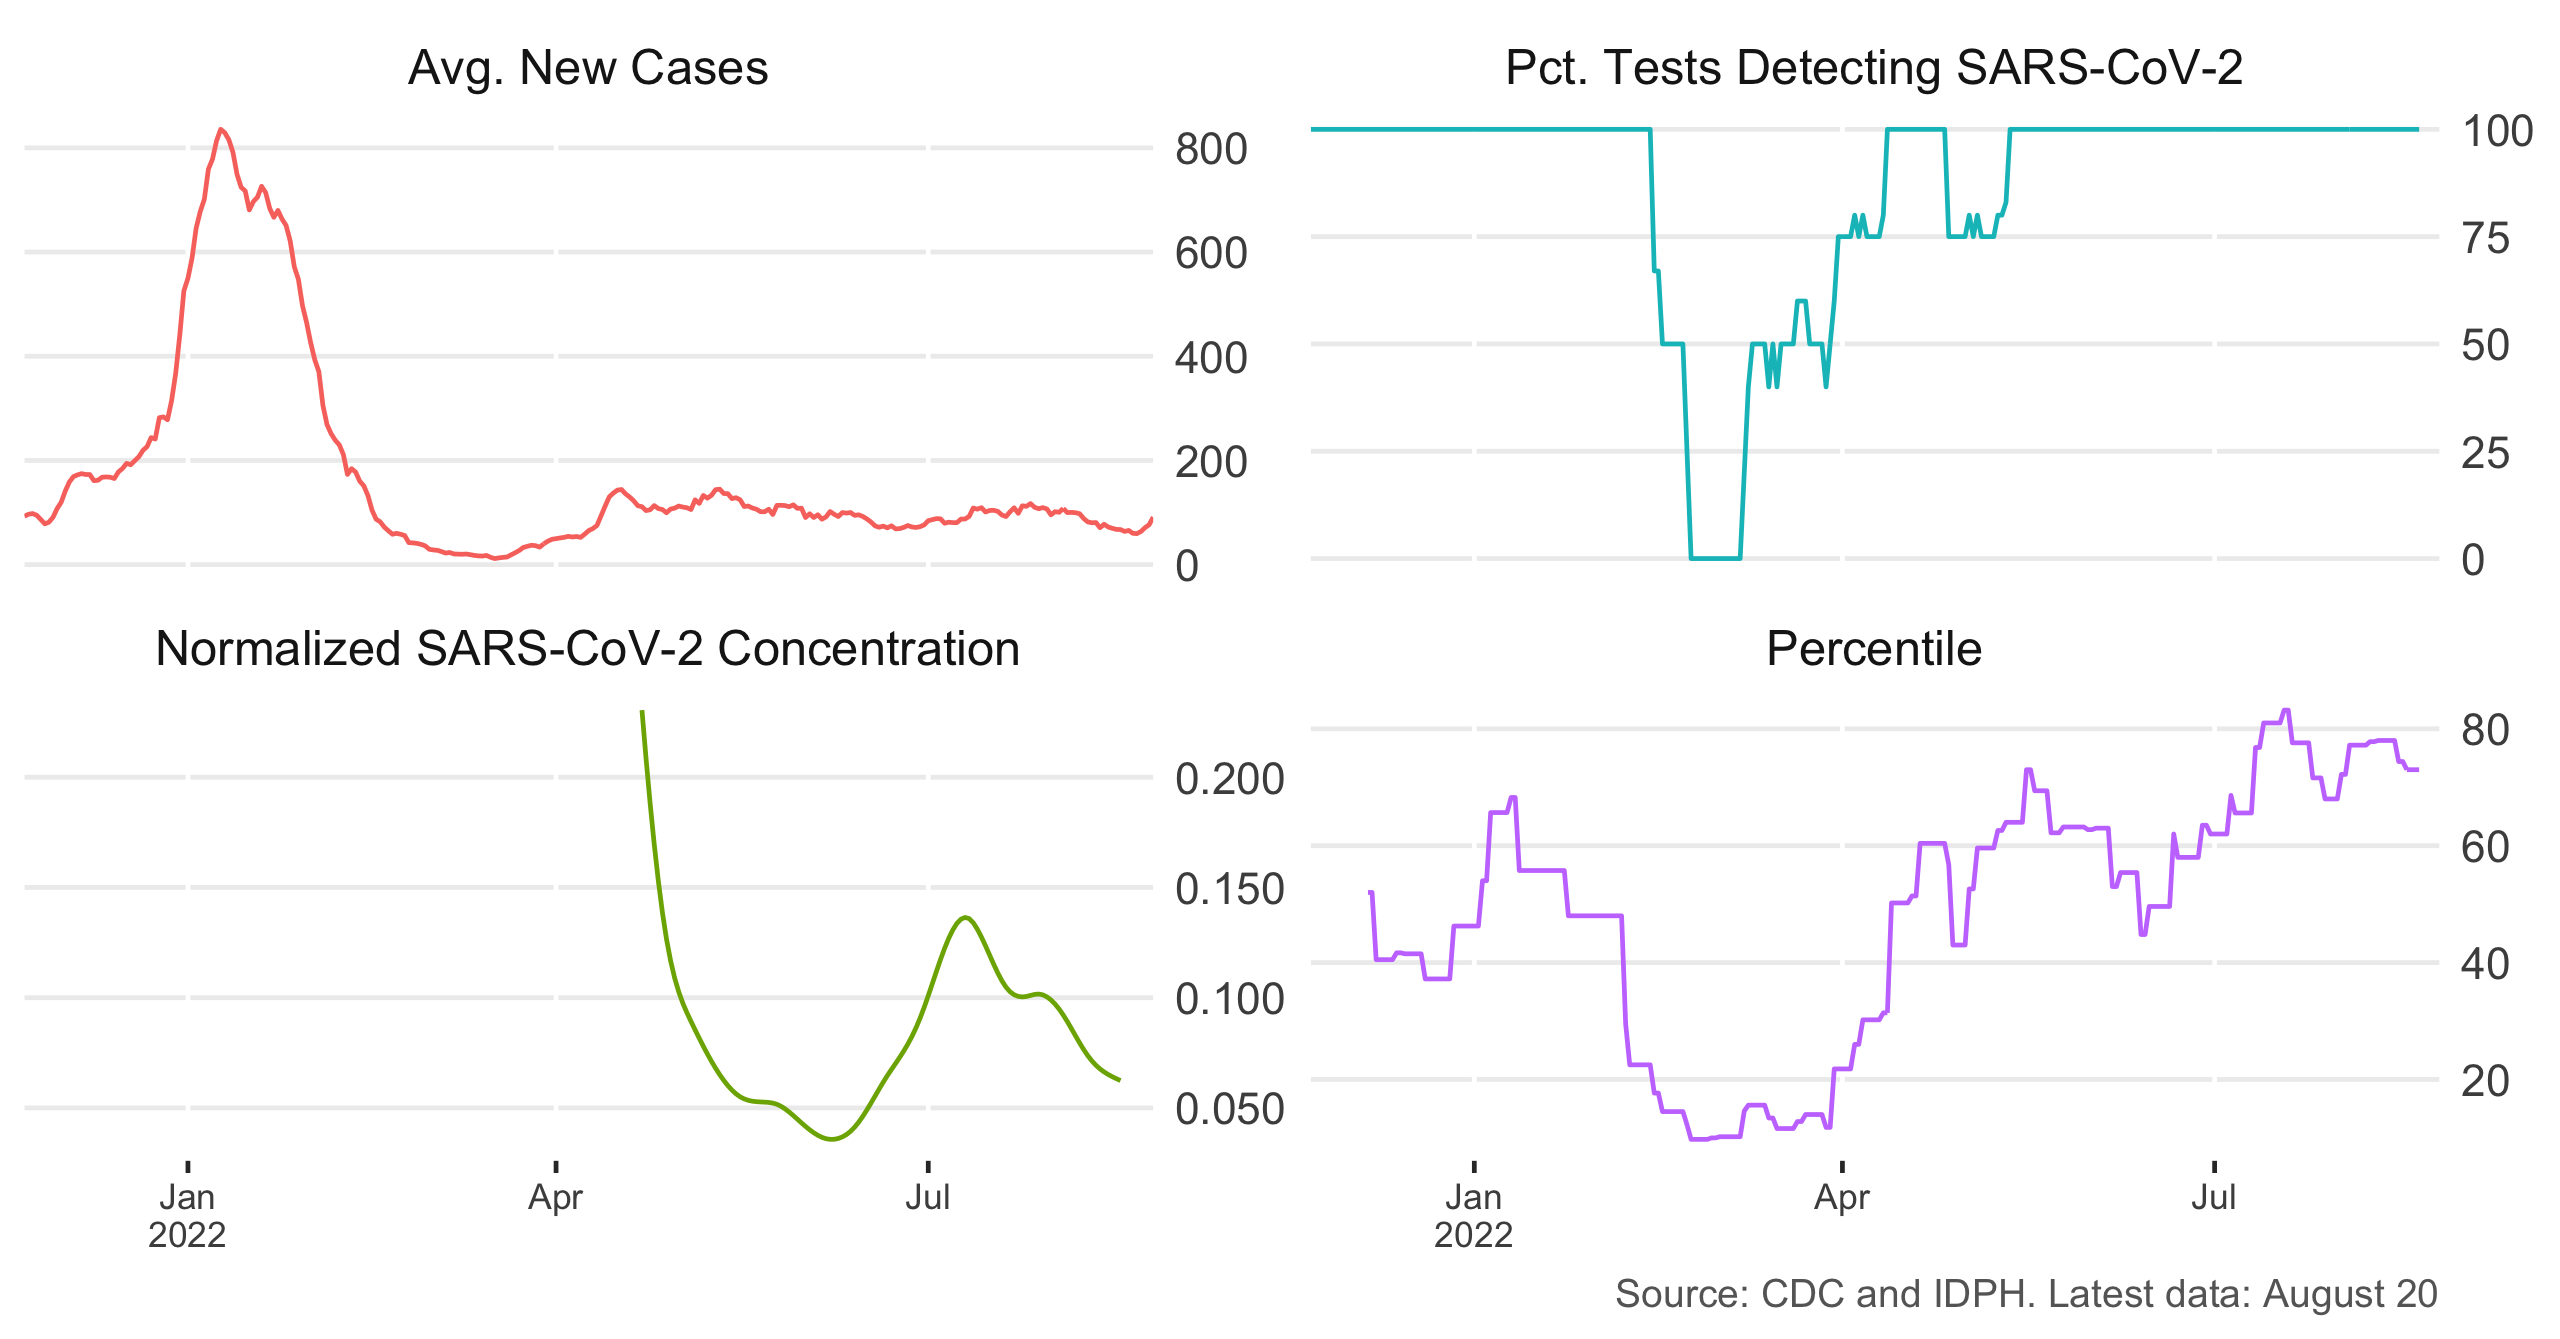 Avg. New Cases
800
600
400
200
0
Pct. Tests Detecting SARS-CoV-2
100
75
50
25
0
Normalized SARS-CoV-2 Concentration
0.200
0.150
0.100
0.050
Jan
2022
Apr
Jul
Percentile
80
60
40
20
Jan
2022
Apr
Jul
Source: CDC and IDPH. Latest data: August 20